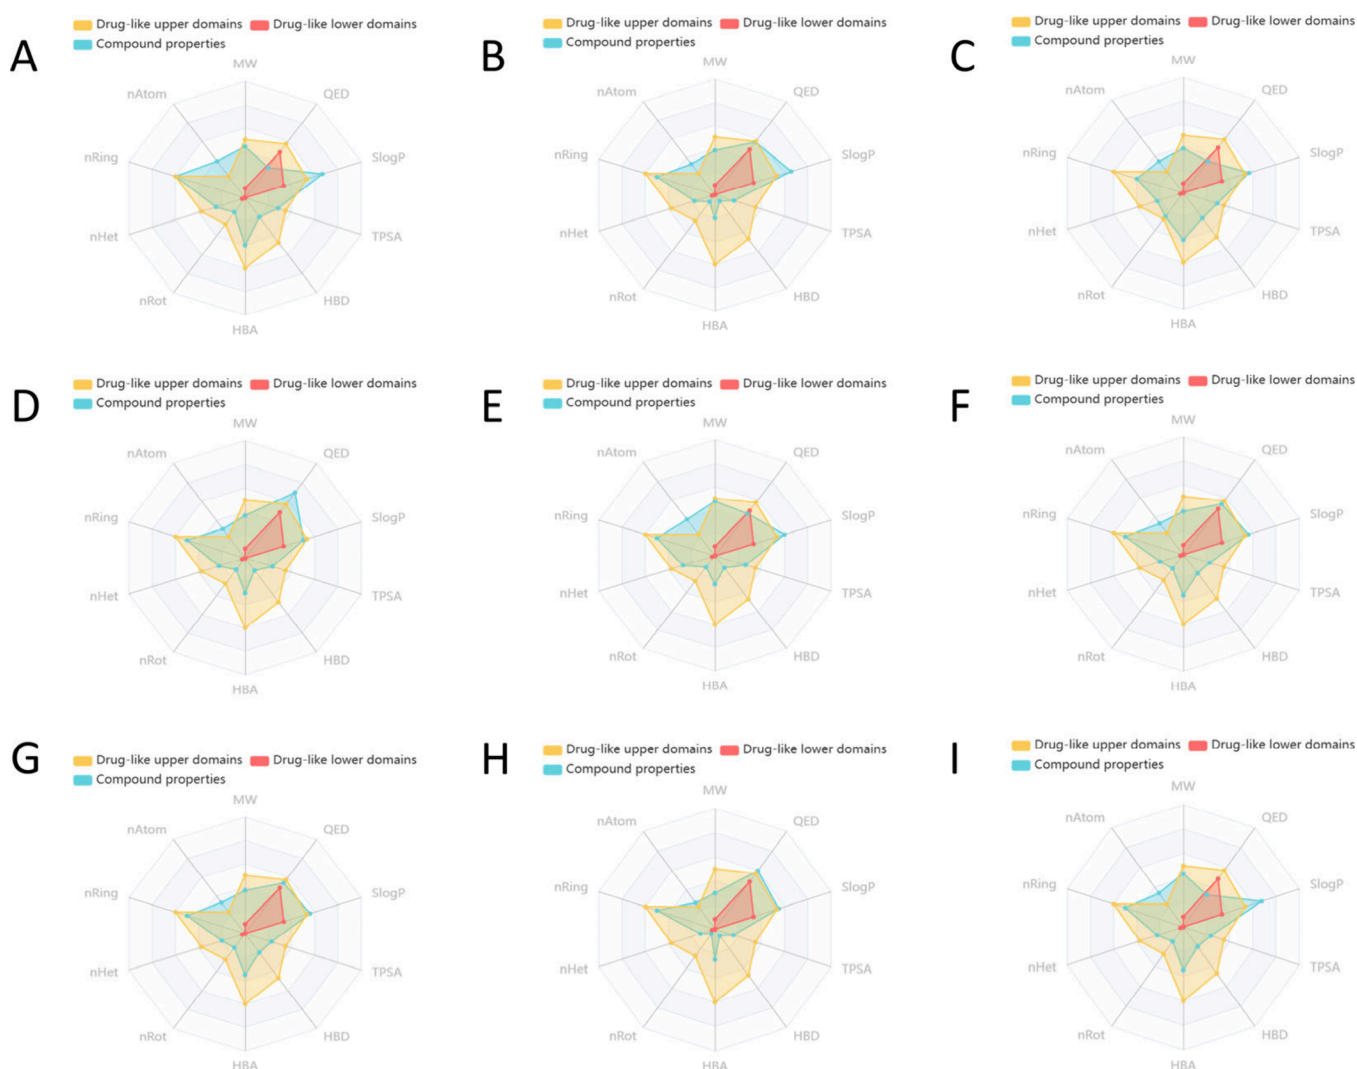 A
Drug-like upper domains Drug-like lower domains
Compound properties
MW
nAtom QED
nRing SlogP
nHet TPSA
nRot HBD
HBA
B
Drug-like upper domains Drug-like lower domains
Compound properties
MW
nAtom QED
nRing SlogP
nHet TPSA
nRot HBD
HBA
C
Drug-like upper domains Drug-like lower domains
Compound properties
MW
nAtom QED
nRing SlogP
nHet TPSA
nRot HBD
HBA
D
Drug-like upper domains Drug-like lower domains
Compound properties
MW
nAtom QED
nRing SlogP
nHet TPSA
nRot HBD
HBA
E
Drug-like upper domains Drug-like lower domains
Compound properties
MW
nAtom QED
nRing SlogP
nHet TPSA
nRot HBD
HBA
F
Drug-like upper domains Drug-like lower domains
Compound properties
MW
nAtom QED
nRing SlogP
nHet TPSA
nRot HBD
HBA
G
Drug-like upper domains Drug-like lower domains
Compound properties
MW
nAtom QED
nRing SlogP
nHet TPSA
nRot HBD
HBA
H
Drug-like upper domains Drug-like lower domains
Compound properties
MW
nAtom QED
nRing SlogP
nHet TPSA
nRot HBD
HBA
I
Drug-like upper domains Drug-like lower domains
Compound properties
MW
nAtom QED
nRing SlogP
nHet TPSA
nRot HBD
HBA